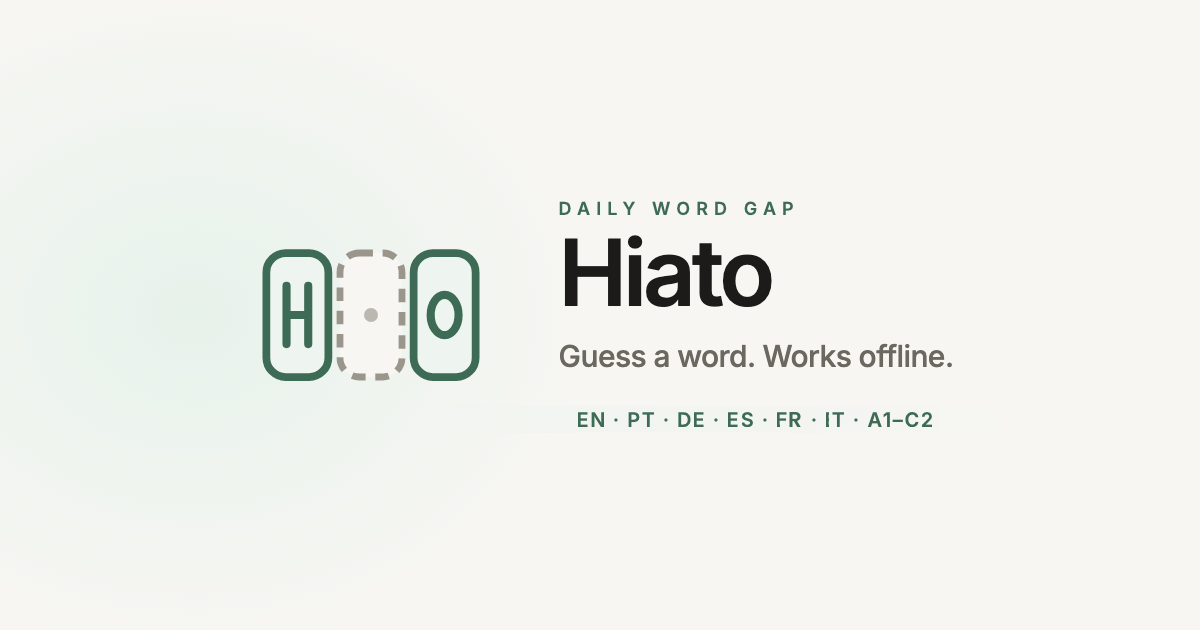 H O
DAILY WORD GAP
Hiato
Guess a word. Works offline.
EN · PT · DE · ES · FR · IT · A1–C2